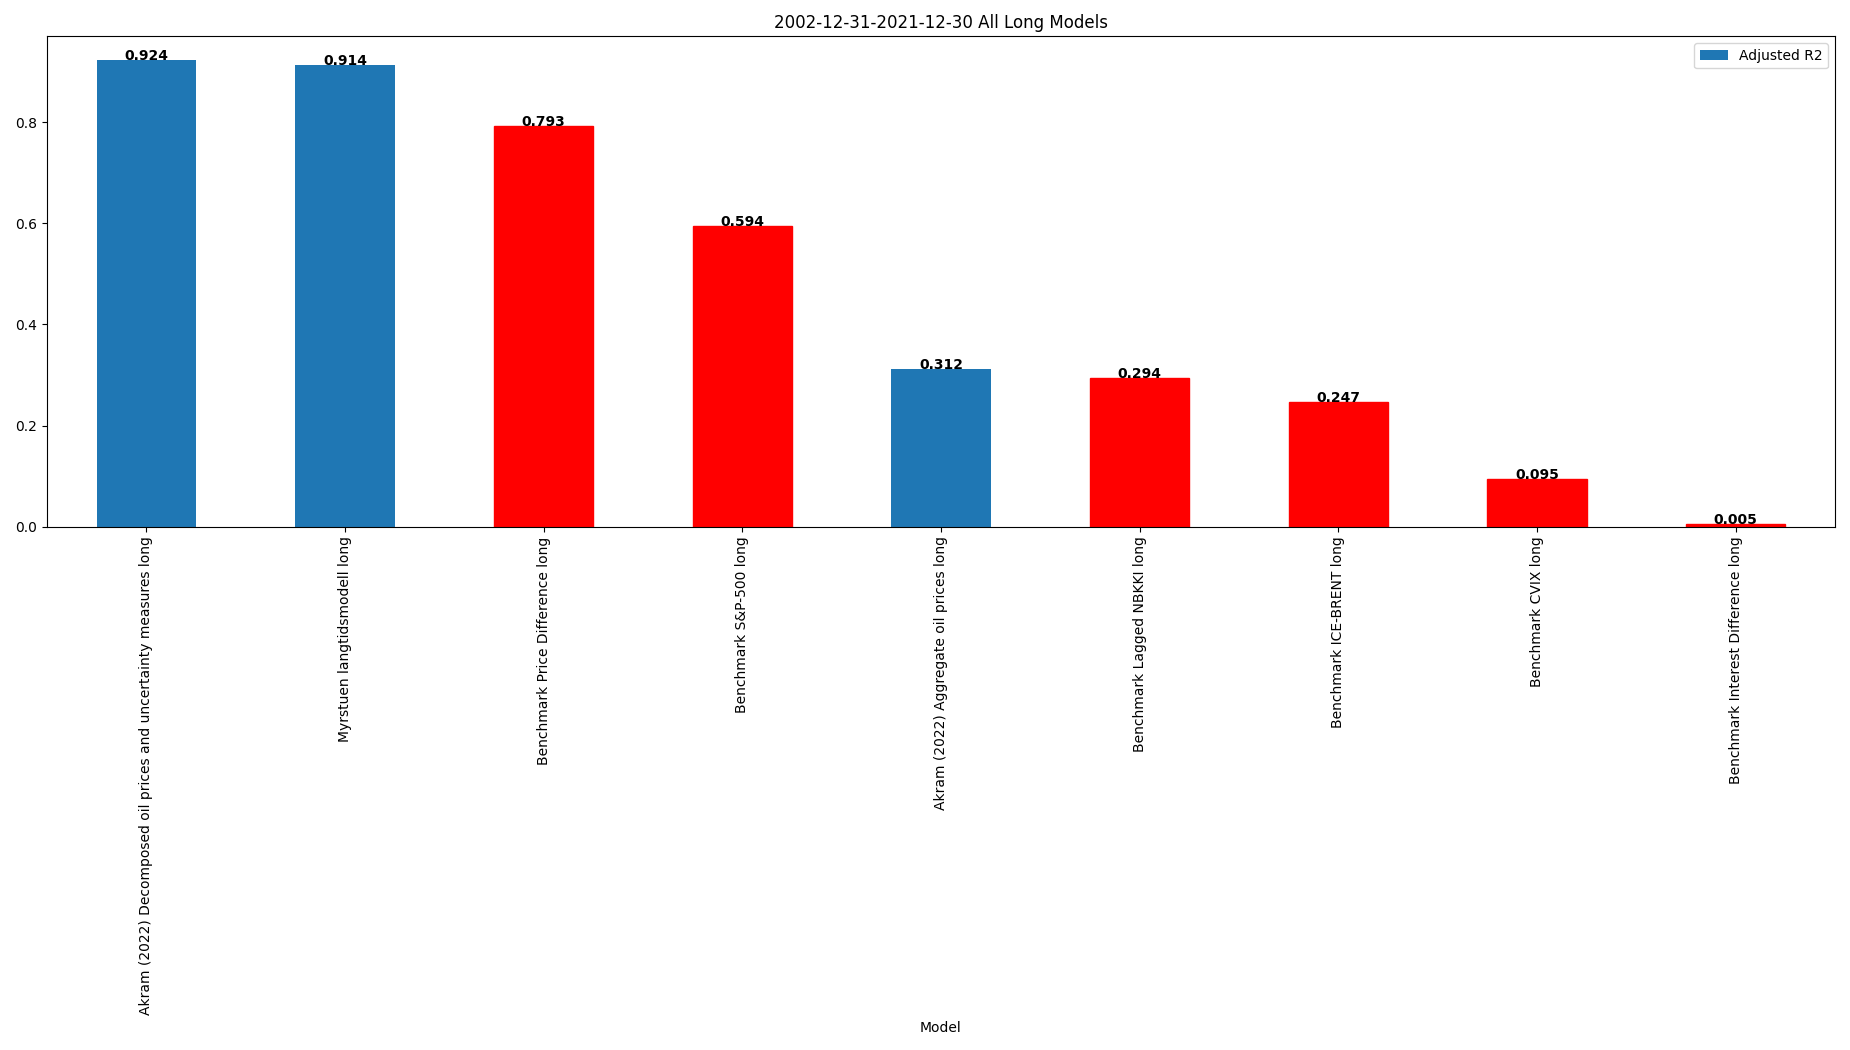 2002-12-31-2021-12-30 All Long Models
Adjusted R2
0.924
0.914
0.793
0.594
0.312
0.294
0.247
0.095
0.005
0.8
0.6
0.4
0.2
0.0
Akram (2022) Decomposed oil prices and uncertainty measures long
Myrstuen langtidsmodell long
Benchmark Price Difference long
Benchmark S&P-500 long
Akram (2022) Aggregate oil prices long
Benchmark Lagged NBKKI long
Benchmark ICE-BRENT long
Benchmark CVIX long
Benchmark Interest Difference long
Model